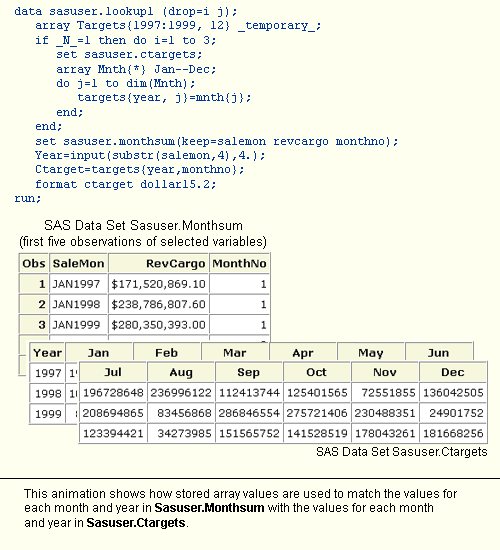 data sasuser.lookup1 (drop=i j);
array Targets{1997:1999, 12} _temporary_;
if _N_=1 then do i=1 to 3;
set sasuser.ctargets;
array Mnth{*} Jan--Dec;
do j=1 to dim(Mnth);
targets{year, j}=mnth{j};
end;
end;
set sasuser.monthsum(keep=salemon revcargo monthno);
Year=input(substr(salemon,4),4.);
Ctarget=targets{year,monthno};
format ctarget dollar15.2;
run;
SAS Data Set Sasuser.Monthsum
(first five observations of selected variables)
Obs SaleMon RevCargo MonthNo
1 JAN1997 $171,520,869.10 1
2 JAN1998 $238,786,807.60 1
3 JAN1999 $280,350,393.00 1
Year Jan Feb Mar Apr May Jun
1997
1998
1999
Jul Aug Sep Oct Nov Dec
196728648 236996122 112413744 125401565 72551855 136042505
208694865 83456868 286846554 275721406 230488351 24901752
123394421 34273985 151565752 141528519 178043261 181668256
SAS Data Set Sasuser.Ctargets
This animation shows how stored array values are used to match the values for
each month and year in Sasuser.Monthsum with the values for each month
and year in Sasuser.Ctargets.